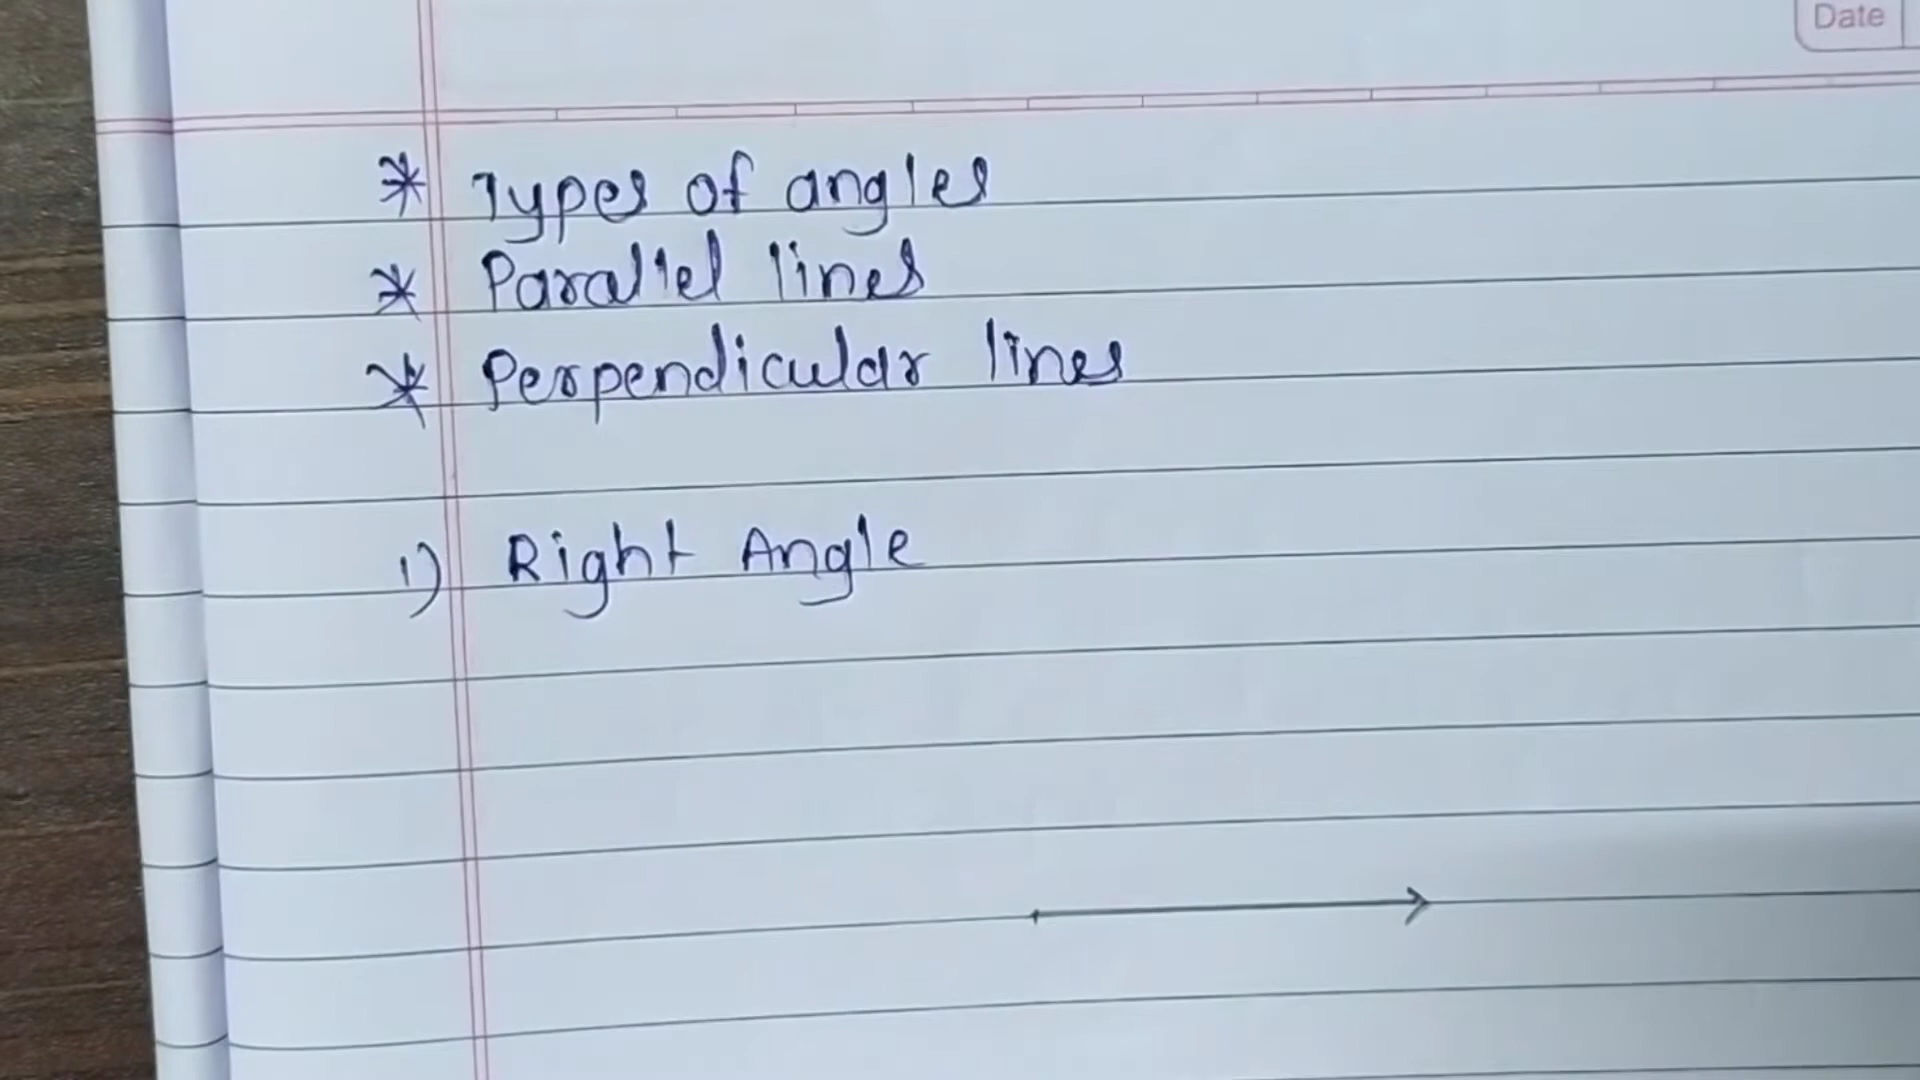 Date
* Types of angles
* Parallel lines
* Perpendicular lines
1) Right Angle